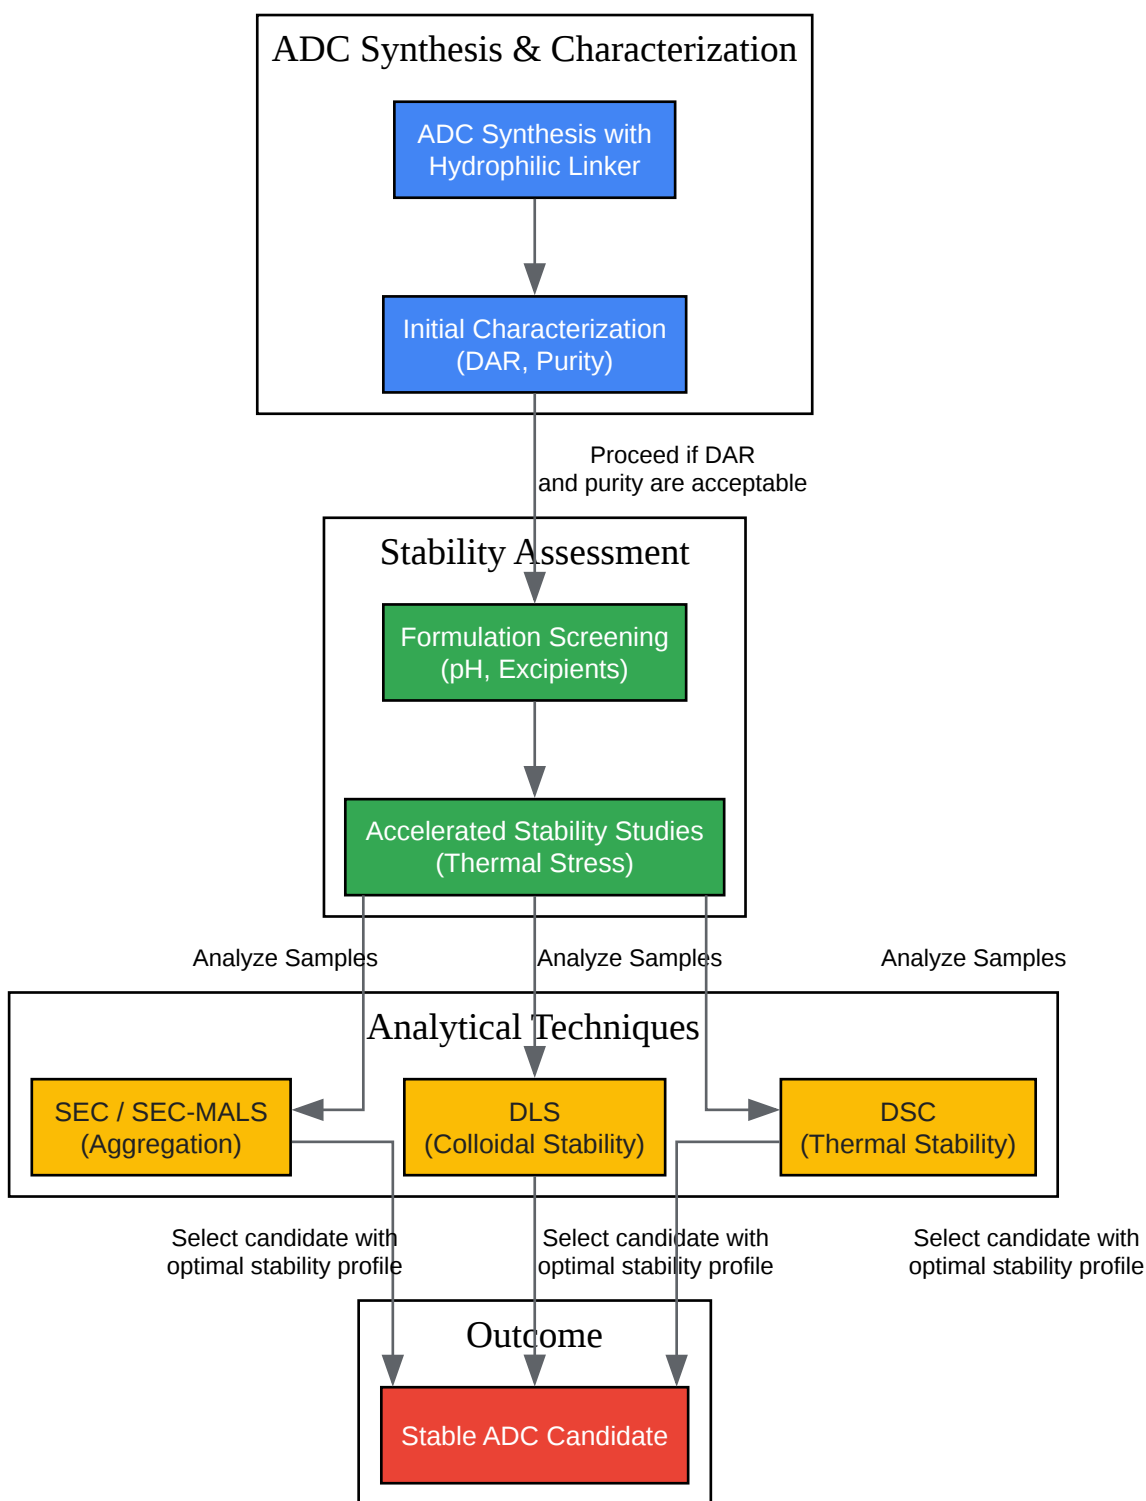 ADC Synthesis & Characterization
ADC Synthesis with
Hydrophilic Linker
Initial Characterization
(DAR, Purity)
Proceed if DAR
and purity are acceptable
Stability Assessment
Formulation Screening
(pH, Excipients)
Accelerated Stability Studies
(Thermal Stress)
Analyze Samples
Analyze Samples
Analyze Samples
Analytical Techniques
SEC / SEC-MALS
(Aggregation)
DLS
(Colloidal Stability)
DSC
(Thermal Stability)
Select candidate with
optimal stability profile
Select candidate with
optimal stability profile
Select candidate with
optimal stability profile
Outcome
Stable ADC Candidate